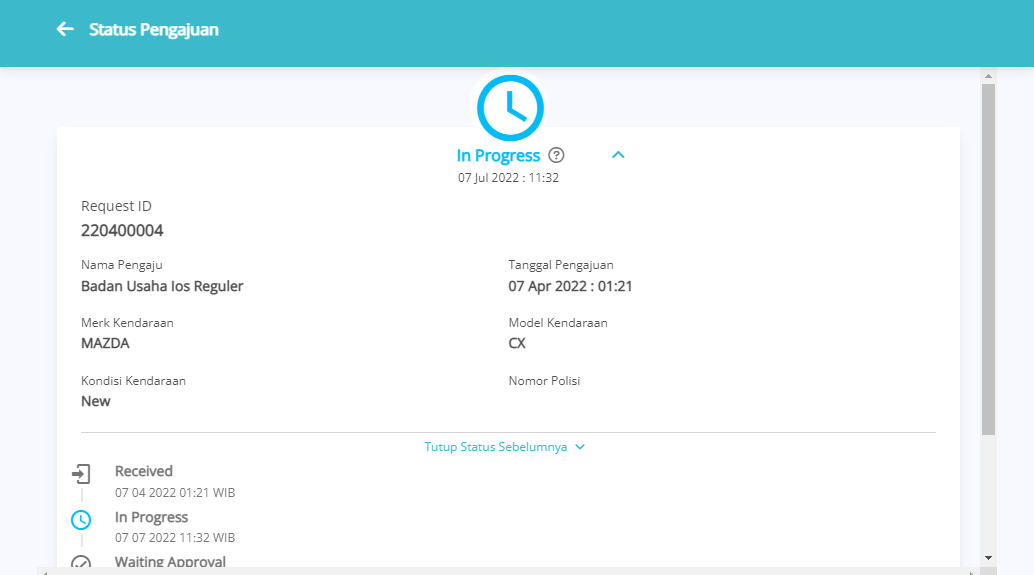 Status Pengajuan
In Progress
07 Jul 2022 : 11:32
Request ID
220400004
Nama Pengaju
Badan Usaha Ios Reguler
Tanggal Pengajuan
07 Apr 2022 : 01:21
Merk Kendaraan
MAZDA
Model Kendaraan
CX
Kondisi Kendaraan
New
Nomor Polisi
Tutup Status Sebelumnya
Received
07 04 2022 01:21 WIB
In Progress
07 07 2022 11:32 WIB
Waiting Approval